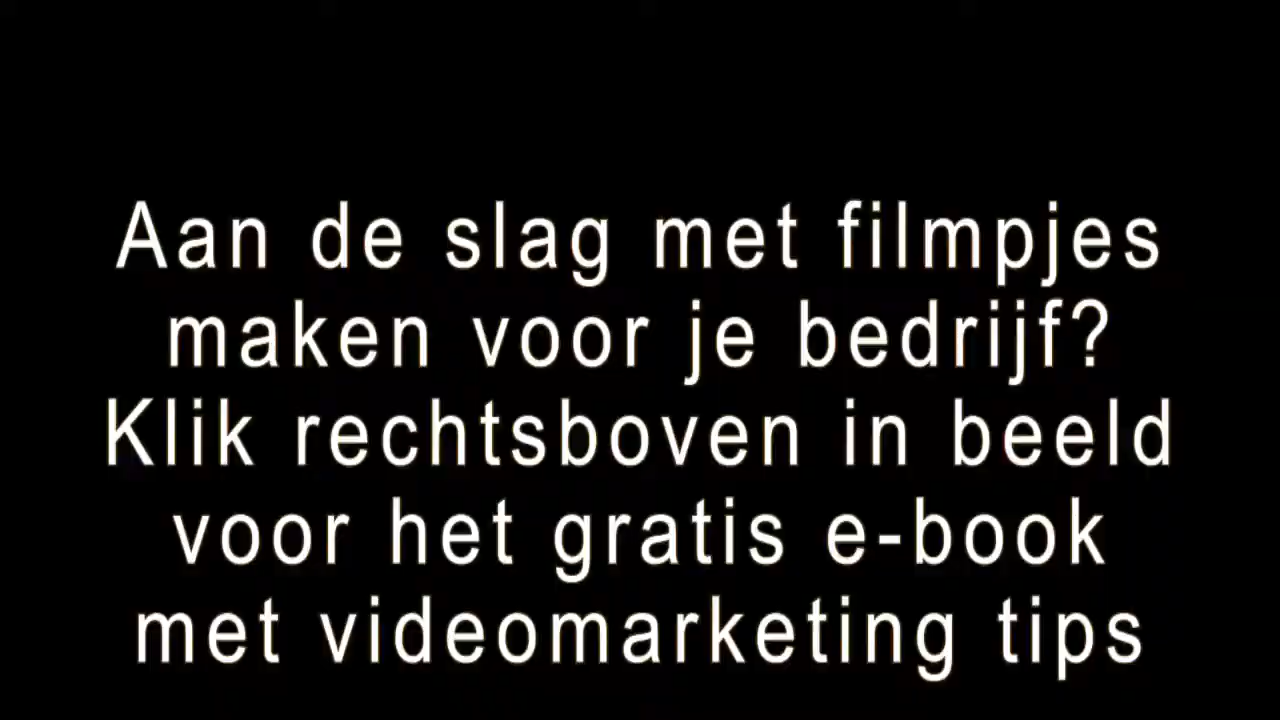 Aan de slag met filmpjes
maken voor je bedrijf?
Klik rechtsboven in beeld
voor het gratis e-book
met videomarketing tips